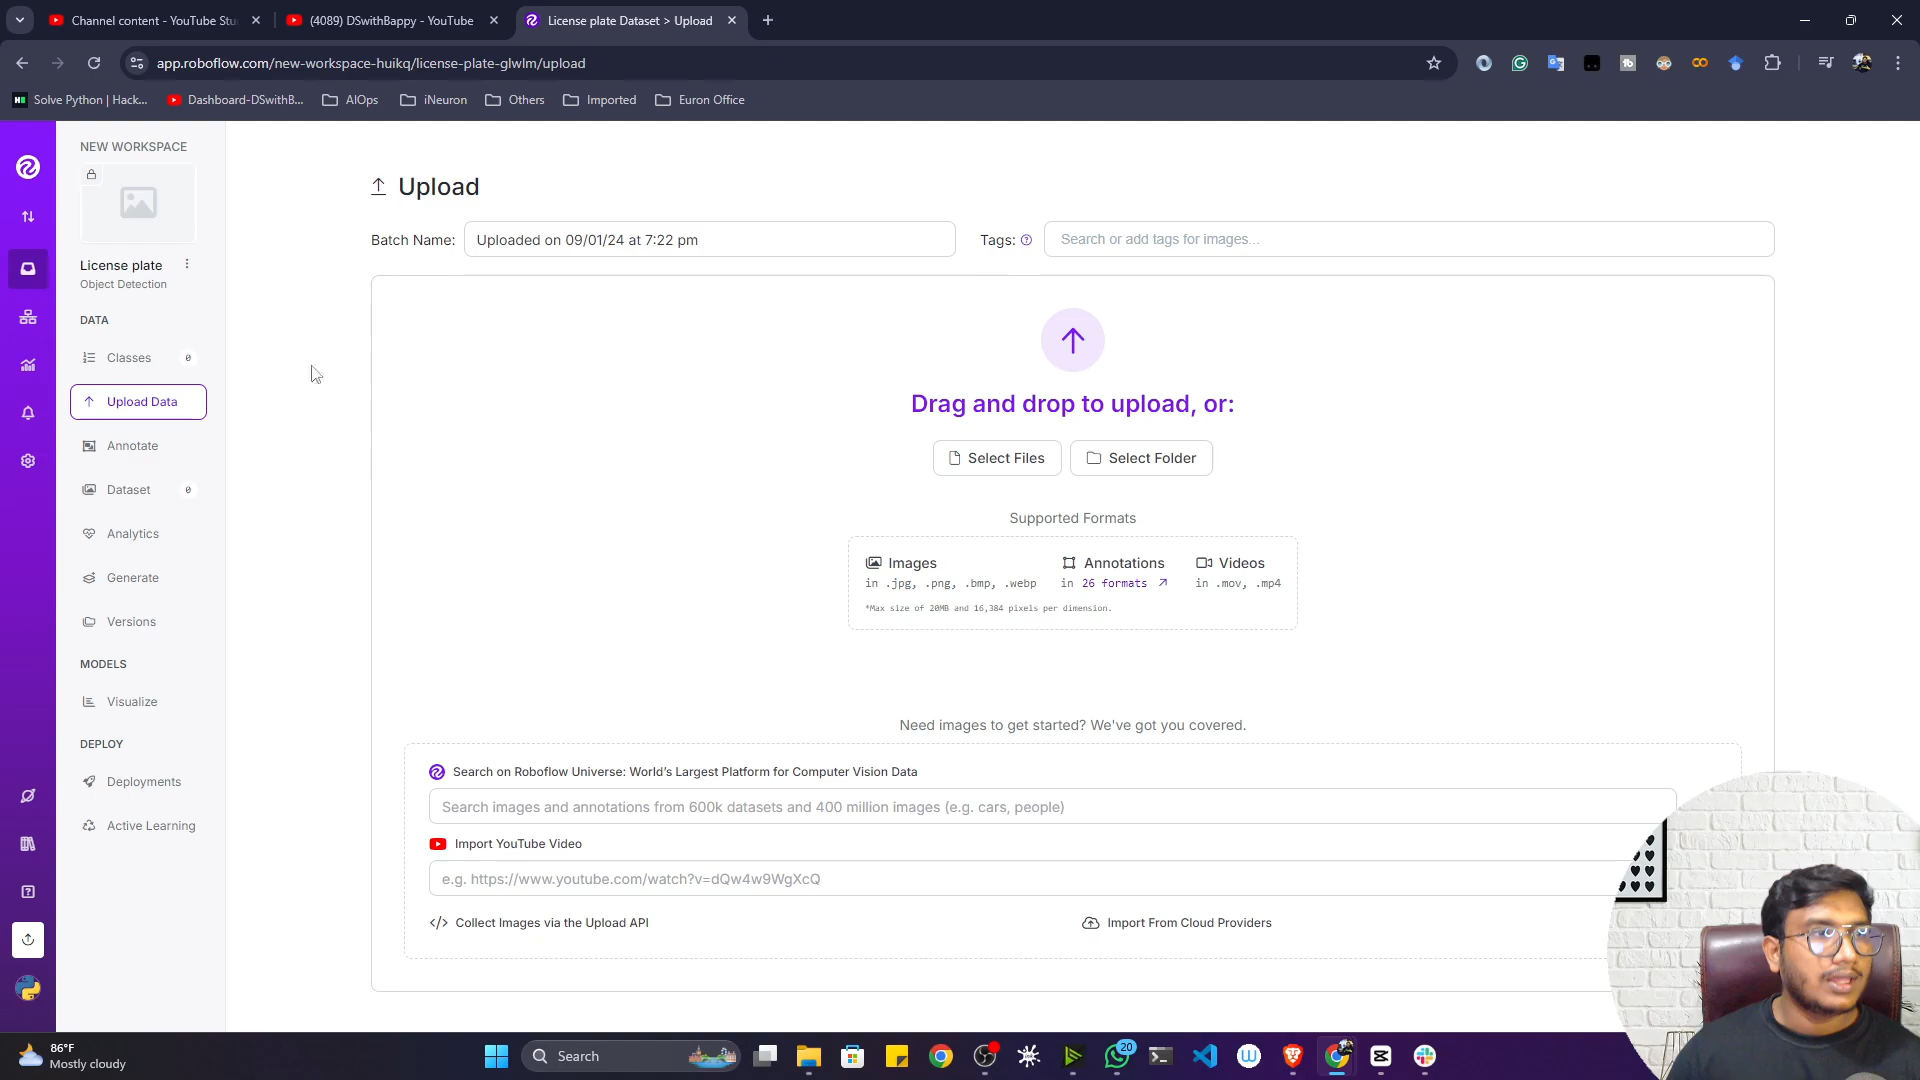 Channel content - YouTube Stu
(4089) DSwithBappy - YouTube
License plate Dataset > Upload
app.roboflow.com/new-workspace-huikq/license-plate-glwlm/upload
Solve Python | Hack...
Dashboard-DSwithB...
AIOps
iNeuron
Others
Imported
Euron Office
NEW WORKSPACE
License plate
Object Detection
DATA
Classes 0
Upload Data
Annotate
Dataset 0
Analytics
Generate
Versions
MODELS
Visualize
DEPLOY
Deployments
Active Learning
Upload
Batch Name: Uploaded on 09/01/24 at 7:22 pm
Tags: Search or add tags for images...
Drag and drop to upload, or:
Select Files Select Folder
Supported Formats
Images Annotations Videos
in .jpg, .png, .bmp, .webp in 26 formats in .mov, .mp4
*Max size of 20MB and 16,384 pixels per dimension.
Need images to get started? We've got you covered.
Search on Roboflow Universe: World's Largest Platform for Computer Vision Data
Search images and annotations from 600k datasets and 400 million images (e.g. cars, people)
Import YouTube Video
e.g. https://www.youtube.com/watch?v=dQw4w9WgXcQ
</> Collect Images via the Upload API
Import From Cloud Providers
86°F
Mostly cloudy
Search
20